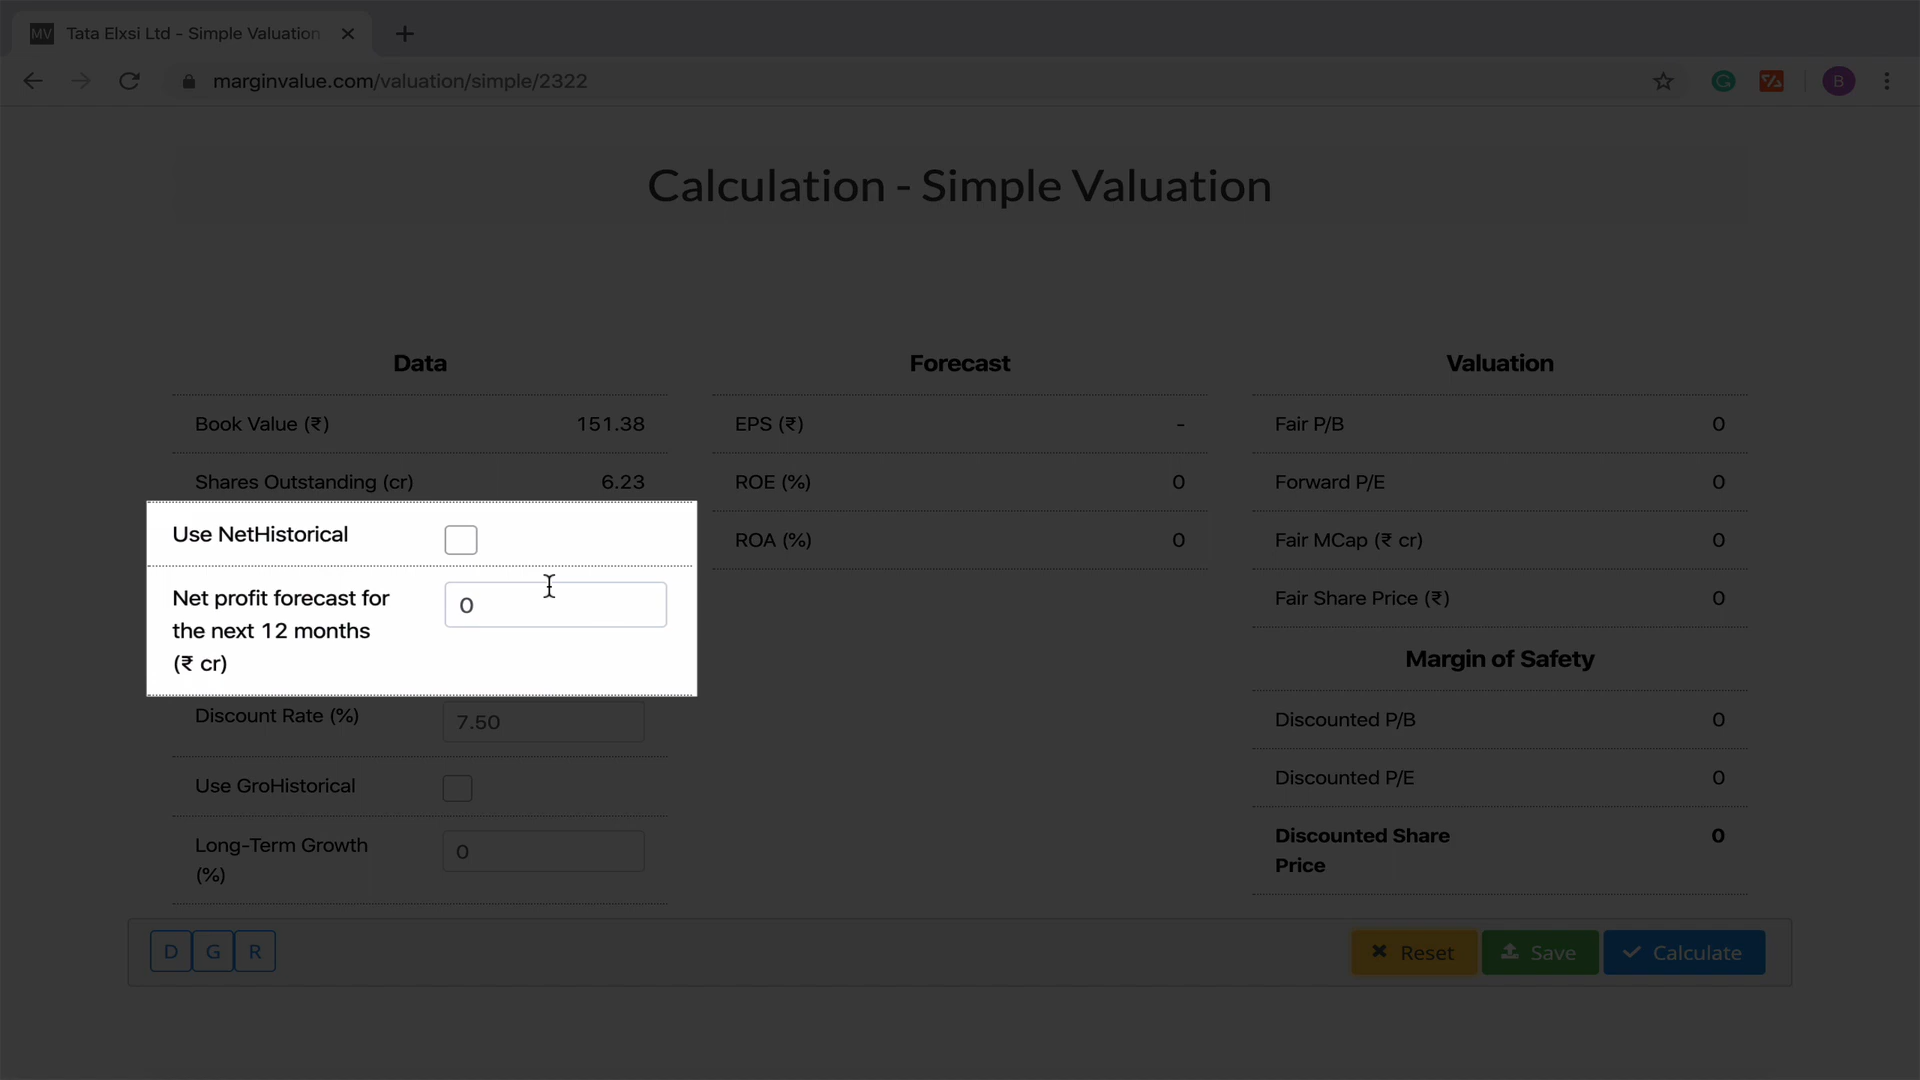 MV Tata Elxsi Ltd - Simple Valuation
marginvalue.com/valuation/simple/2322
B
Calculation - Simple Valuation
Data
Book Value (₹) 151.38
Shares Outstanding (cr) 6.23
Use NetHistorical
Net profit forecast for
the next 12 months
(₹ cr)
0
Discount Rate (%) 7.50
Use GroHistorical
Long-Term Growth
(%)
0
Forecast
EPS (₹) -
ROE (%) 0
ROA (%) 0
Valuation
Fair P/B 0
Forward P/E 0
Fair MCap (₹ cr) 0
Fair Share Price (₹) 0
Margin of Safety
Discounted P/B 0
Discounted P/E 0
Discounted Share
Price
0
D G R
Reset Save Calculate